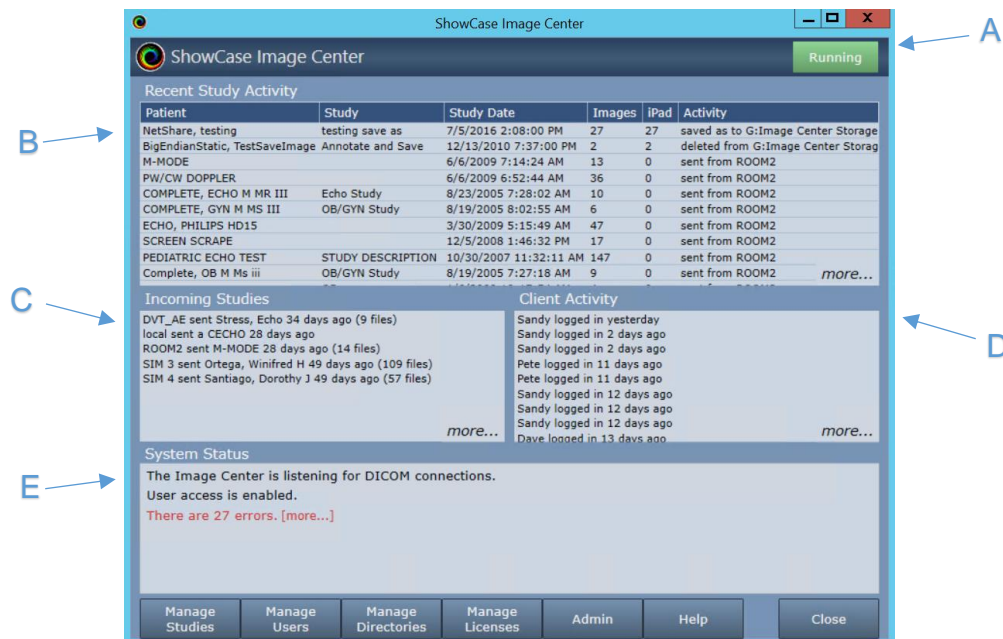 ShowCase Image Center
X
A
ShowCase Image Center
Running
Recent Study Activity
Patient Study Study Date Images iPad Activity
B
NetShare, testing testing save as 7/5/2016 2:08:00 PM 27 27 saved as to G:Image Center Storage
BigEndianStatic, TestSaveImage Annotate and Save 12/13/2010 7:37:00 PM 2 2 deleted from G:Image Center Storag
M-MODE 6/6/2009 7:14:24 AM 13 0 sent from ROOM2
PW/CW DOPPLER 6/6/2009 6:52:44 AM 36 0 sent from ROOM2
COMPLETE, ECHO M MR III Echo Study 8/23/2005 7:28:02 AM 10 0 sent from ROOM2
COMPLETE, GYN M MS III OB/GYN Study 8/19/2005 8:02:55 AM 6 0 sent from ROOM2
ECHO, PHILIPS HD15 3/30/2009 5:15:49 AM 47 0 sent from ROOM2
SCREEN SCRAPE 12/5/2008 1:46:32 PM 17 0 sent from ROOM2
PEDIATRIC ECHO TEST STUDY DESCRIPTION 10/30/2007 11:32:11 AM 147 0 sent from ROOM2
Complete, OB M Ms iii OB/GYN Study 8/19/2005 7:27:18 AM 9 0 sent from ROOM2
more...
C
Incoming Studies
DVT_AE sent Stress, Echo 34 days ago (9 files)
local sent a CECHO 28 days ago
ROOM2 sent M-MODE 28 days ago (14 files)
SIM 3 sent Ortega, Winifred H 49 days ago (109 files)
SIM 4 sent Santiago, Dorothy J 49 days ago (57 files)
more...
Client Activity
Sandy logged in yesterday
Sandy logged in 2 days ago
Sandy logged in 2 days ago
Pete logged in 11 days ago
Pete logged in 11 days ago
Sandy logged in 12 days ago
Sandy logged in 12 days ago
Sandy logged in 12 days ago
Dave logged in 13 days ago
more...
D
E
System Status
The Image Center is listening for DICOM connections.
User access is enabled.
There are 27 errors. [more...]
Manage Studies
Manage Users
Manage Directories
Manage Licenses
Admin
Help
Close